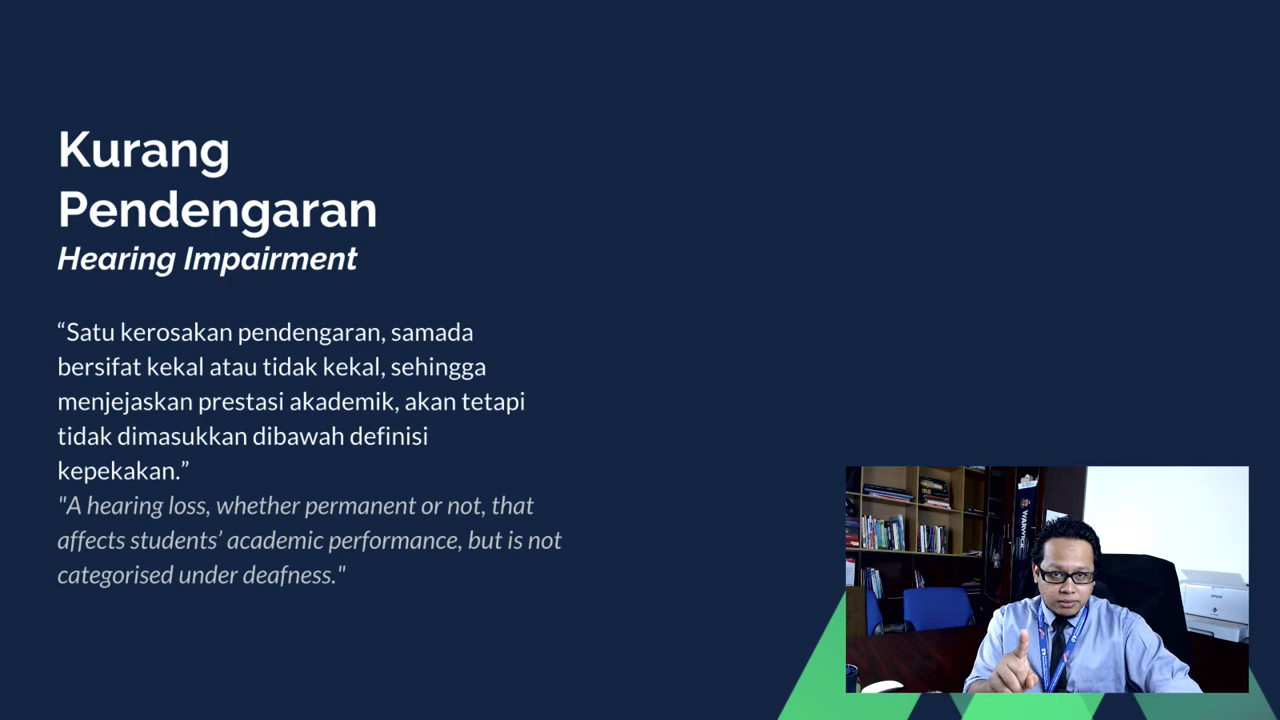 Kurang
Pendengaran
Hearing Impairment
“Satu kerosakan pendengaran, samada
bersifat kekal atau tidak kekal, sehingga
menjejaskan prestasi akademik, akan tetapi
tidak dimasukkan dibawah definisi
kepekakan.”
"A hearing loss, whether permanent or not, that
affects students’ academic performance, but is not
categorised under deafness."
WARWICK
EPSON